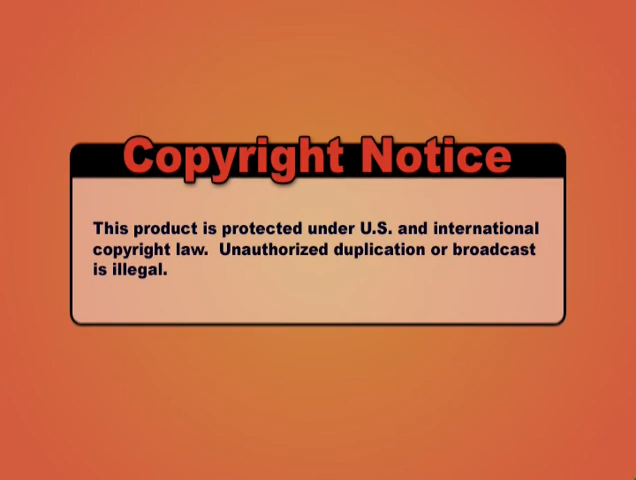 Copyright Notice
This product is protected under U.S. and international
copyright law.  Unauthorized duplication or broadcast
is illegal.